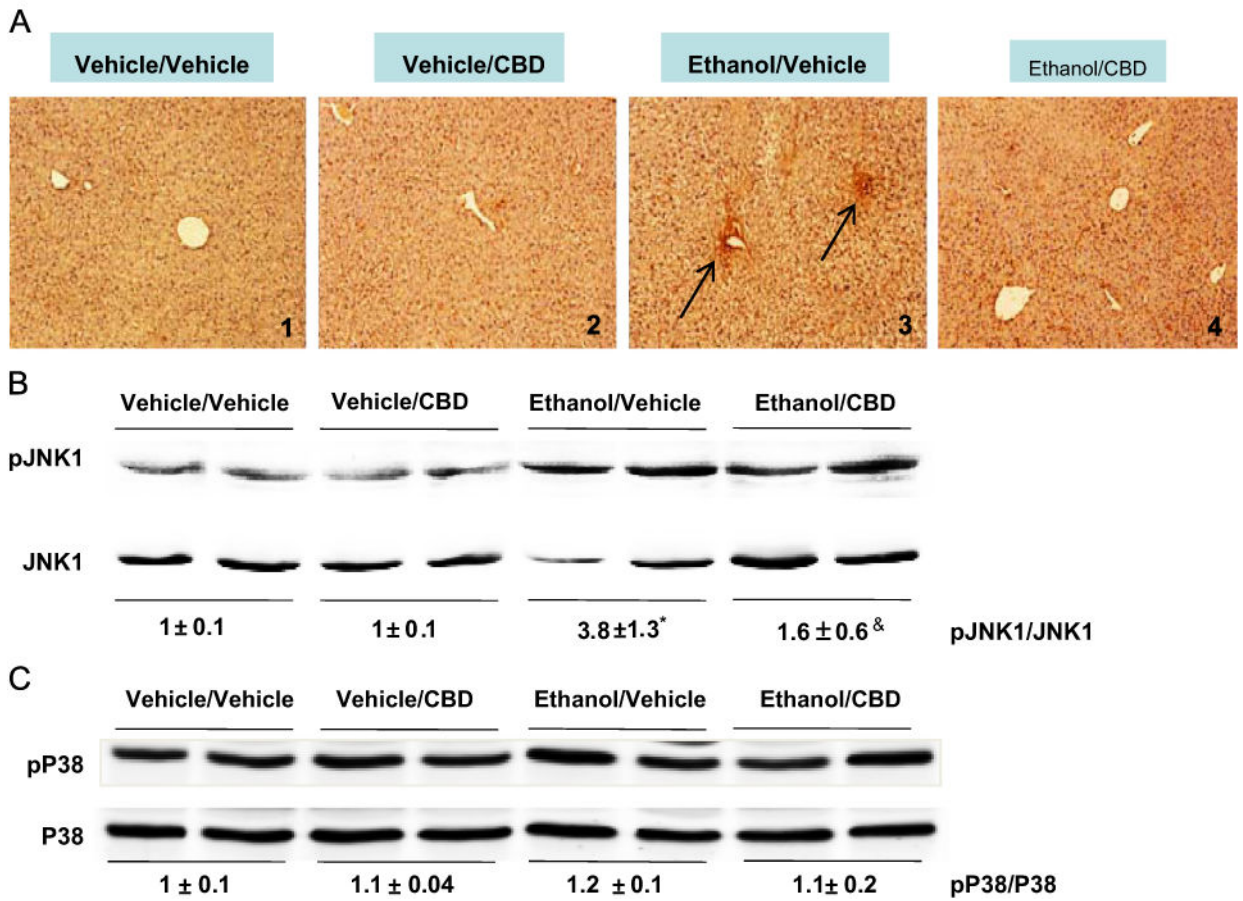 A
Vehicle/Vehicle Vehicle/CBD Ethanol/Vehicle Ethanol/CBD
1 2 3 4
B
Vehicle/Vehicle Vehicle/CBD Ethanol/Vehicle Ethanol/CBD
pJNK1
JNK1
1 ± 0.1 1 ± 0.1 3.8 ±1.3* 1.6 ± 0.6 & pJNK1/JNK1
C
Vehicle/Vehicle Vehicle/CBD Ethanol/Vehicle Ethanol/CBD
pP38
P38
1 ± 0.1 1.1 ± 0.04 1.2 ± 0.1 1.1± 0.2 pP38/P38